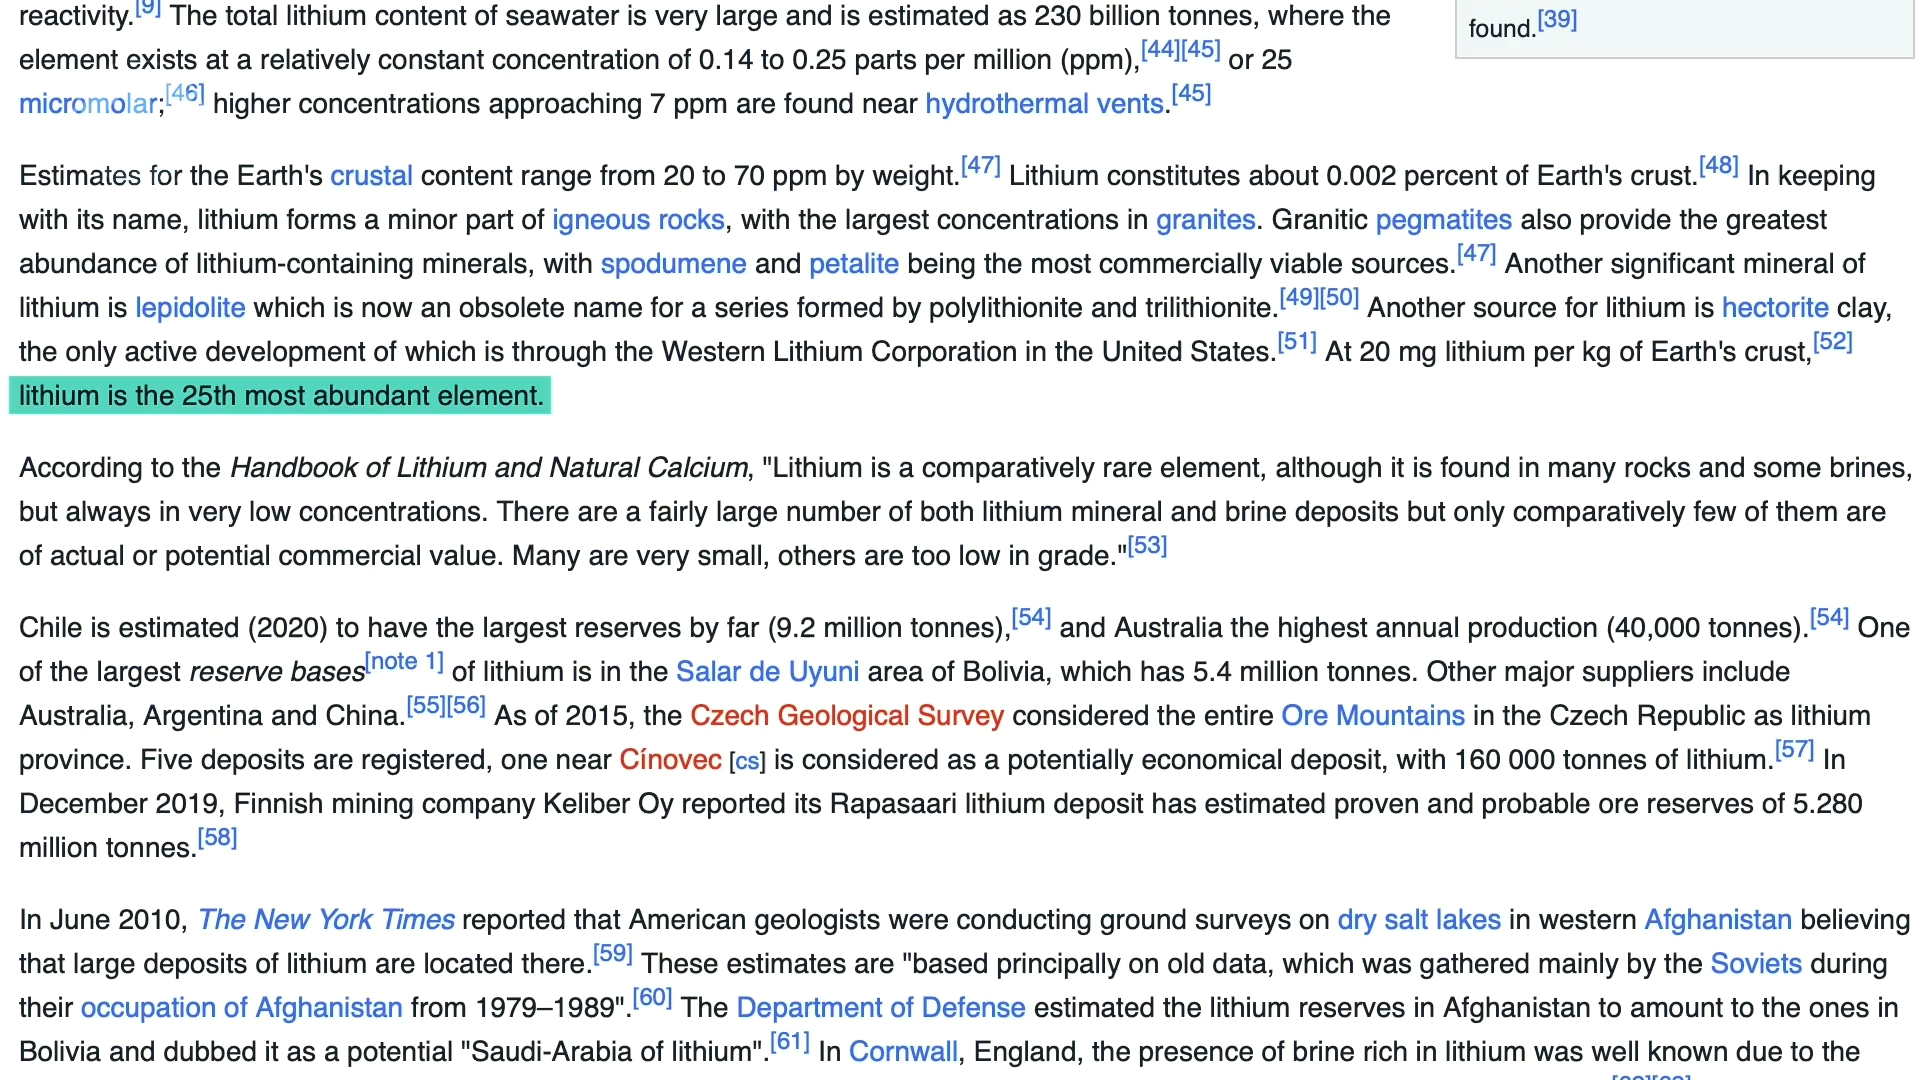 reactivity.[9] The total lithium content of seawater is very large and is estimated as 230 billion tonnes, where the
element exists at a relatively constant concentration of 0.14 to 0.25 parts per million (ppm),[44][45] or 25
micromolar;[46] higher concentrations approaching 7 ppm are found near hydrothermal vents.[45]
found.[39]
Estimates for the Earth's crustal content range from 20 to 70 ppm by weight.[47] Lithium constitutes about 0.002 percent of Earth's crust.[48] In keeping
with its name, lithium forms a minor part of igneous rocks, with the largest concentrations in granites. Granitic pegmatites also provide the greatest
abundance of lithium-containing minerals, with spodumene and petalite being the most commercially viable sources.[47] Another significant mineral of
lithium is lepidolite which is now an obsolete name for a series formed by polylithionite and trilithionite.[49][50] Another source for lithium is hectorite clay,
the only active development of which is through the Western Lithium Corporation in the United States.[51] At 20 mg lithium per kg of Earth's crust,[52]
lithium is the 25th most abundant element.
According to the Handbook of Lithium and Natural Calcium, "Lithium is a comparatively rare element, although it is found in many rocks and some brines,
but always in very low concentrations. There are a fairly large number of both lithium mineral and brine deposits but only comparatively few of them are
of actual or potential commercial value. Many are very small, others are too low in grade."[53]
Chile is estimated (2020) to have the largest reserves by far (9.2 million tonnes),[54] and Australia the highest annual production (40,000 tonnes).[54] One
of the largest reserve bases[note 1] of lithium is in the Salar de Uyuni area of Bolivia, which has 5.4 million tonnes. Other major suppliers include
Australia, Argentina and China.[55][56] As of 2015, the Czech Geological Survey considered the entire Ore Mountains in the Czech Republic as lithium
province. Five deposits are registered, one near Cínovec [cs] is considered as a potentially economical deposit, with 160 000 tonnes of lithium.[57] In
December 2019, Finnish mining company Keliber Oy reported its Rapasaari lithium deposit has estimated proven and probable ore reserves of 5.280
million tonnes.[58]
In June 2010, The New York Times reported that American geologists were conducting ground surveys on dry salt lakes in western Afghanistan believing
that large deposits of lithium are located there.[59] These estimates are "based principally on old data, which was gathered mainly by the Soviets during
their occupation of Afghanistan from 1979–1989".[60] The Department of Defense estimated the lithium reserves in Afghanistan to amount to the ones in
Bolivia and dubbed it as a potential "Saudi-Arabia of lithium".[61] In Cornwall, England, the presence of brine rich in lithium was well known due to the